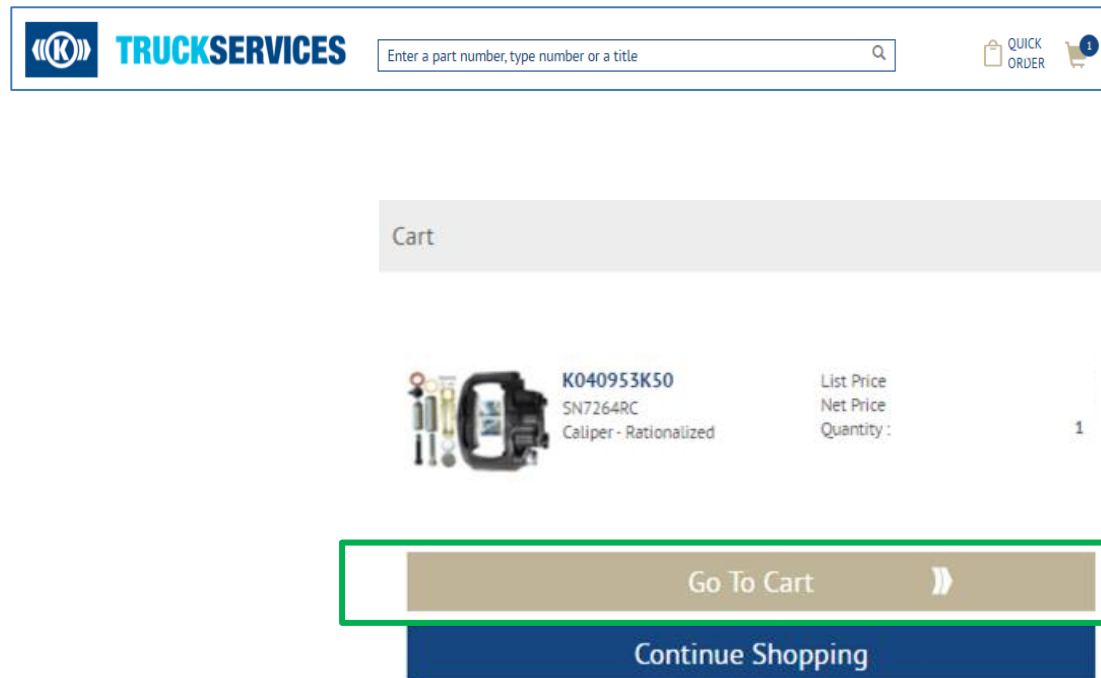 K TRUCKSERVICES
Enter a part number, type number or a title
QUICK
ORDER
1
Cart
K040953K50
SN7264RC
Caliper - Rationalized
List Price
Net Price
Quantity : 1
Go To Cart
Continue Shopping